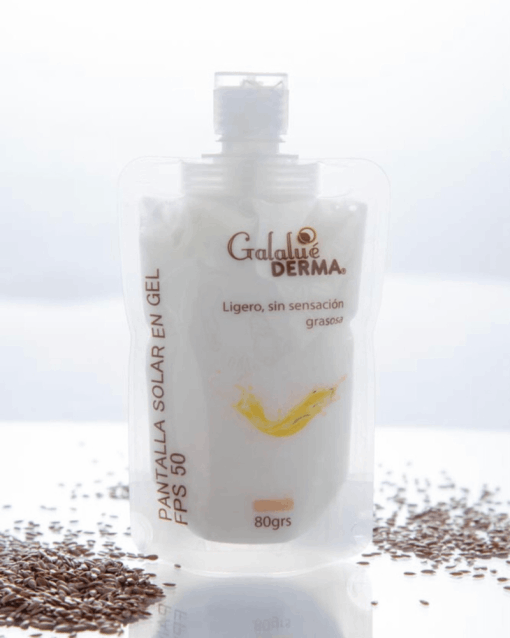 Galalué
DERMA®
Ligero, sin sensación
grasosa
PANTALLA SOLAR EN GEL
FPS 50
80grs